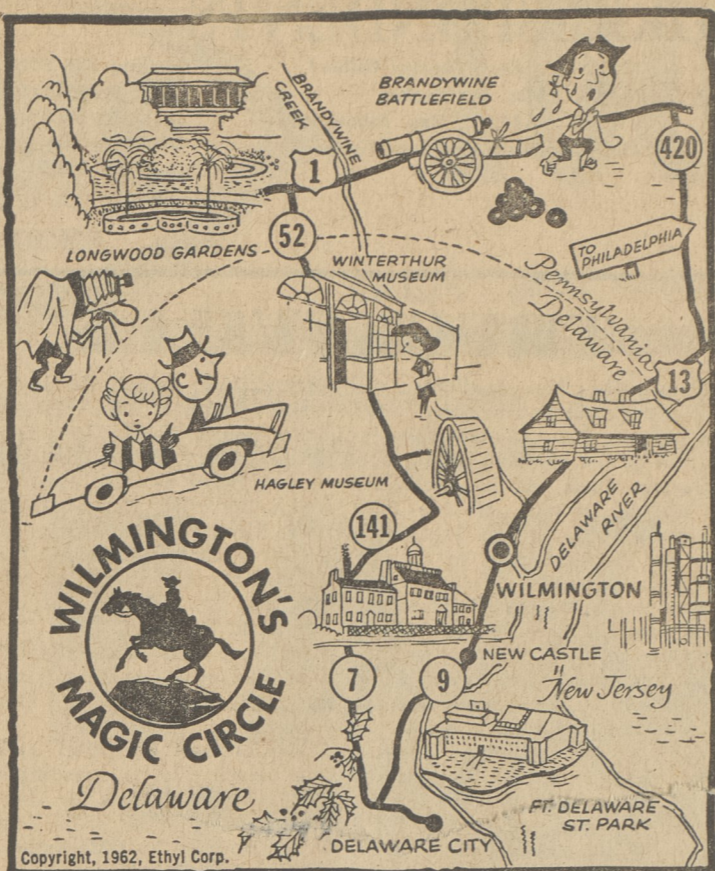 BRANDYWINE
CREEK
BRANDYWINE
BATTLEFIELD
1
420
52
LONGWOOD GARDENS
WINTERTHUR
MUSEUM
TO
PHILADELPHIA
Pennsylvania
Delaware
13
HAGLEY MUSEUM
141
DELAWARE
RIVER
WILMINGTON'S
MAGIC CIRCLE
Delaware
WILMINGTON
NEW CASTLE
7
9
New Jersey
FT. DELAWARE
ST. PARK
DELAWARE CITY
Copyright, 1962, Ethyl Corp.